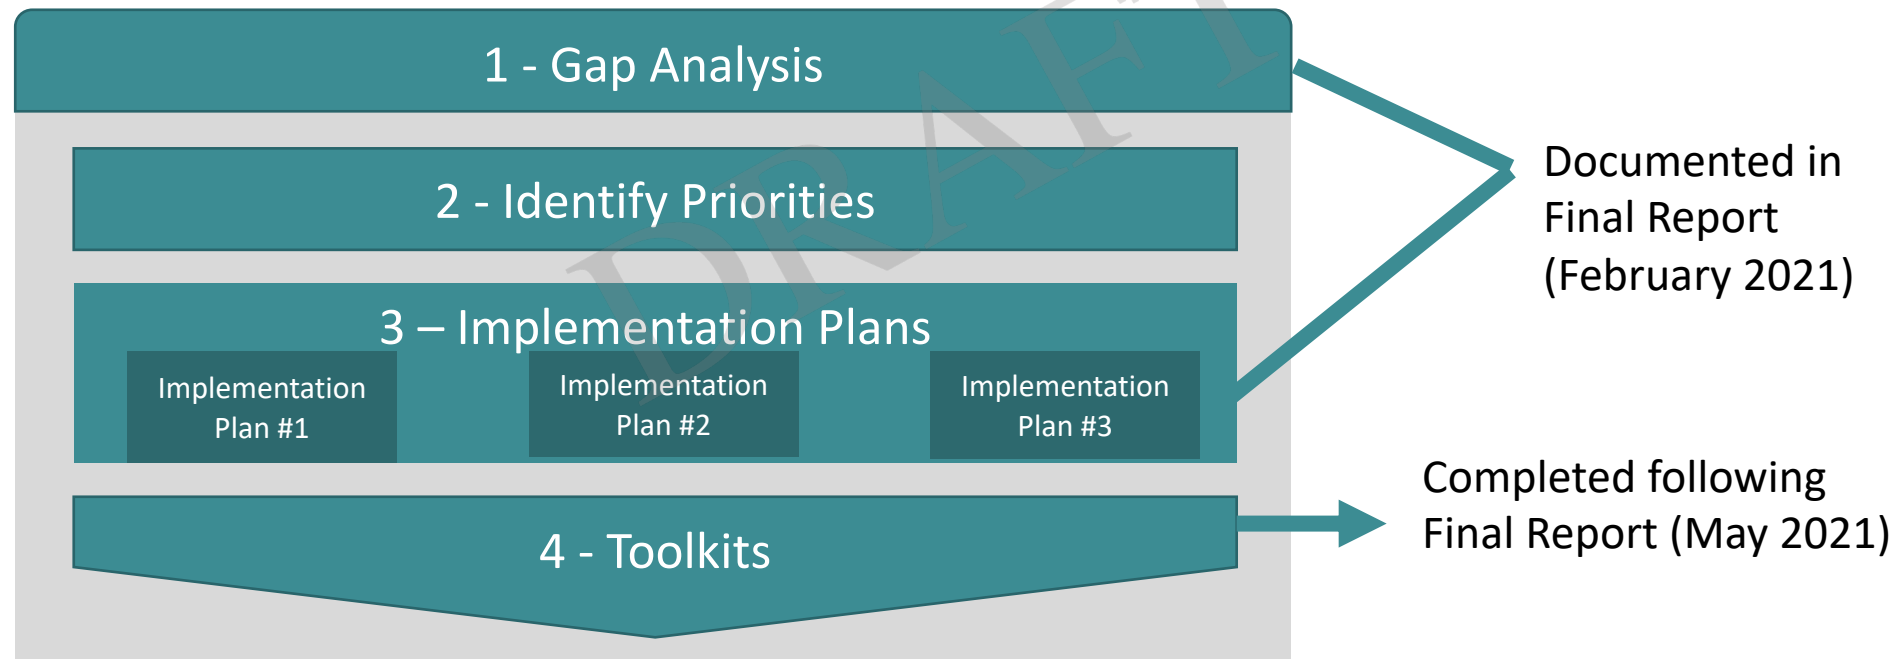 1 - Gap Analysis
2 - Identify Priorities
3 – Implementation Plans
Implementation
Plan #1
Implementation
Plan #2
Implementation
Plan #3
4 - Toolkits
Documented in
Final Report
(February 2021)
Completed following
Final Report (May 2021)
DRAFT